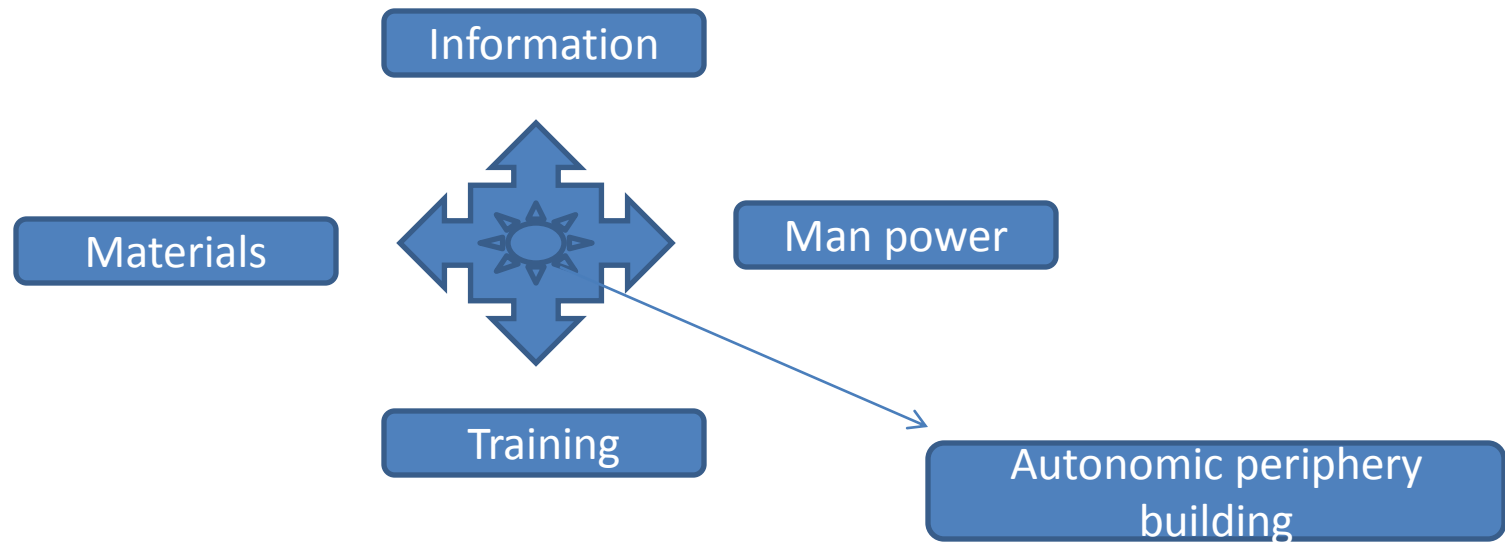 Information
Materials
Man power
Training
Autonomic periphery
building